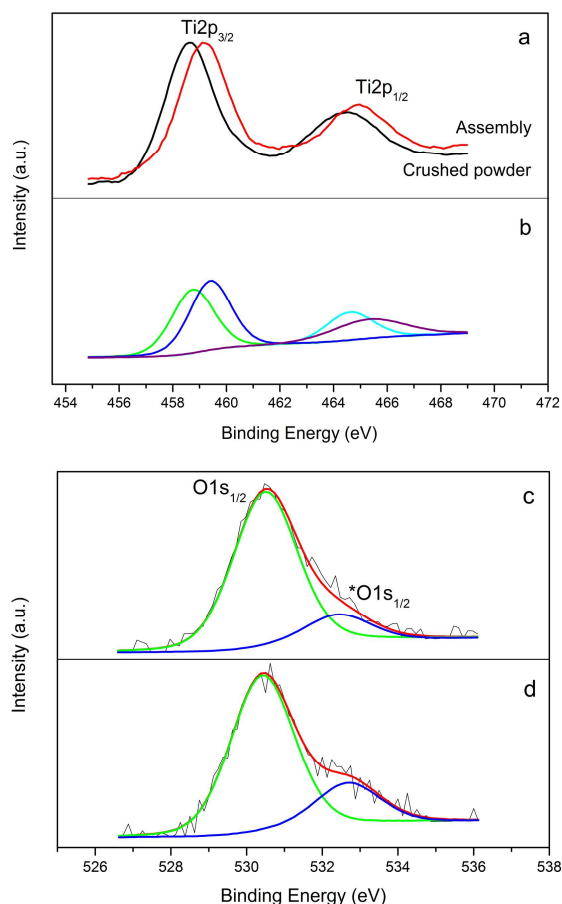 Ti2p3/2
a
Ti2p1/2
Assembly
Crushed powder
Intensity (a.u.)
b
454 456 458 460 462 464 466 468 470 472
Binding Energy (eV)
O1s1/2
c
*O1s1/2
Intensity (a.u.)
d
526 528 530 532 534 536 538
Binding Energy (eV)